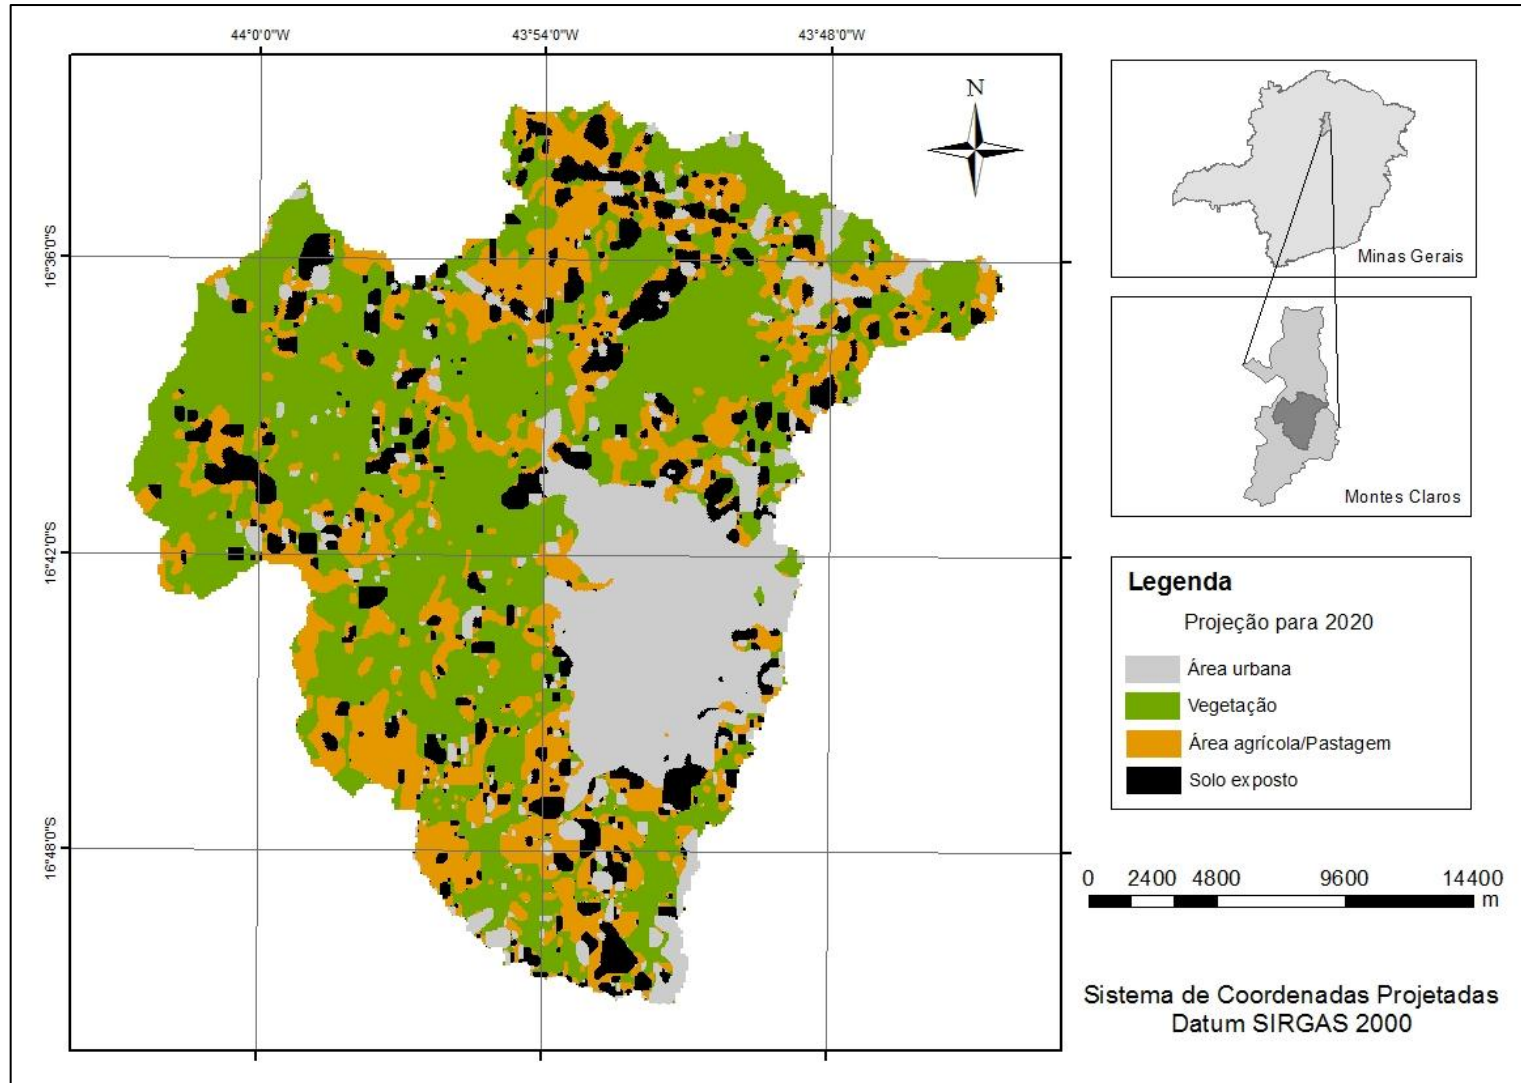 44°0'0"W
43°54'0"W
43°48'0"W
16°36'0"S
16°42'0"S
16°48'0"S
N
Minas Gerais
Montes Claros
Legenda
Projeção para 2020
Área urbana
Vegetação
Área agrícola/Pastagem
Solo exposto
0 2400 4800 9600 14400
m
Sistema de Coordenadas Projetadas
Datum SIRGAS 2000